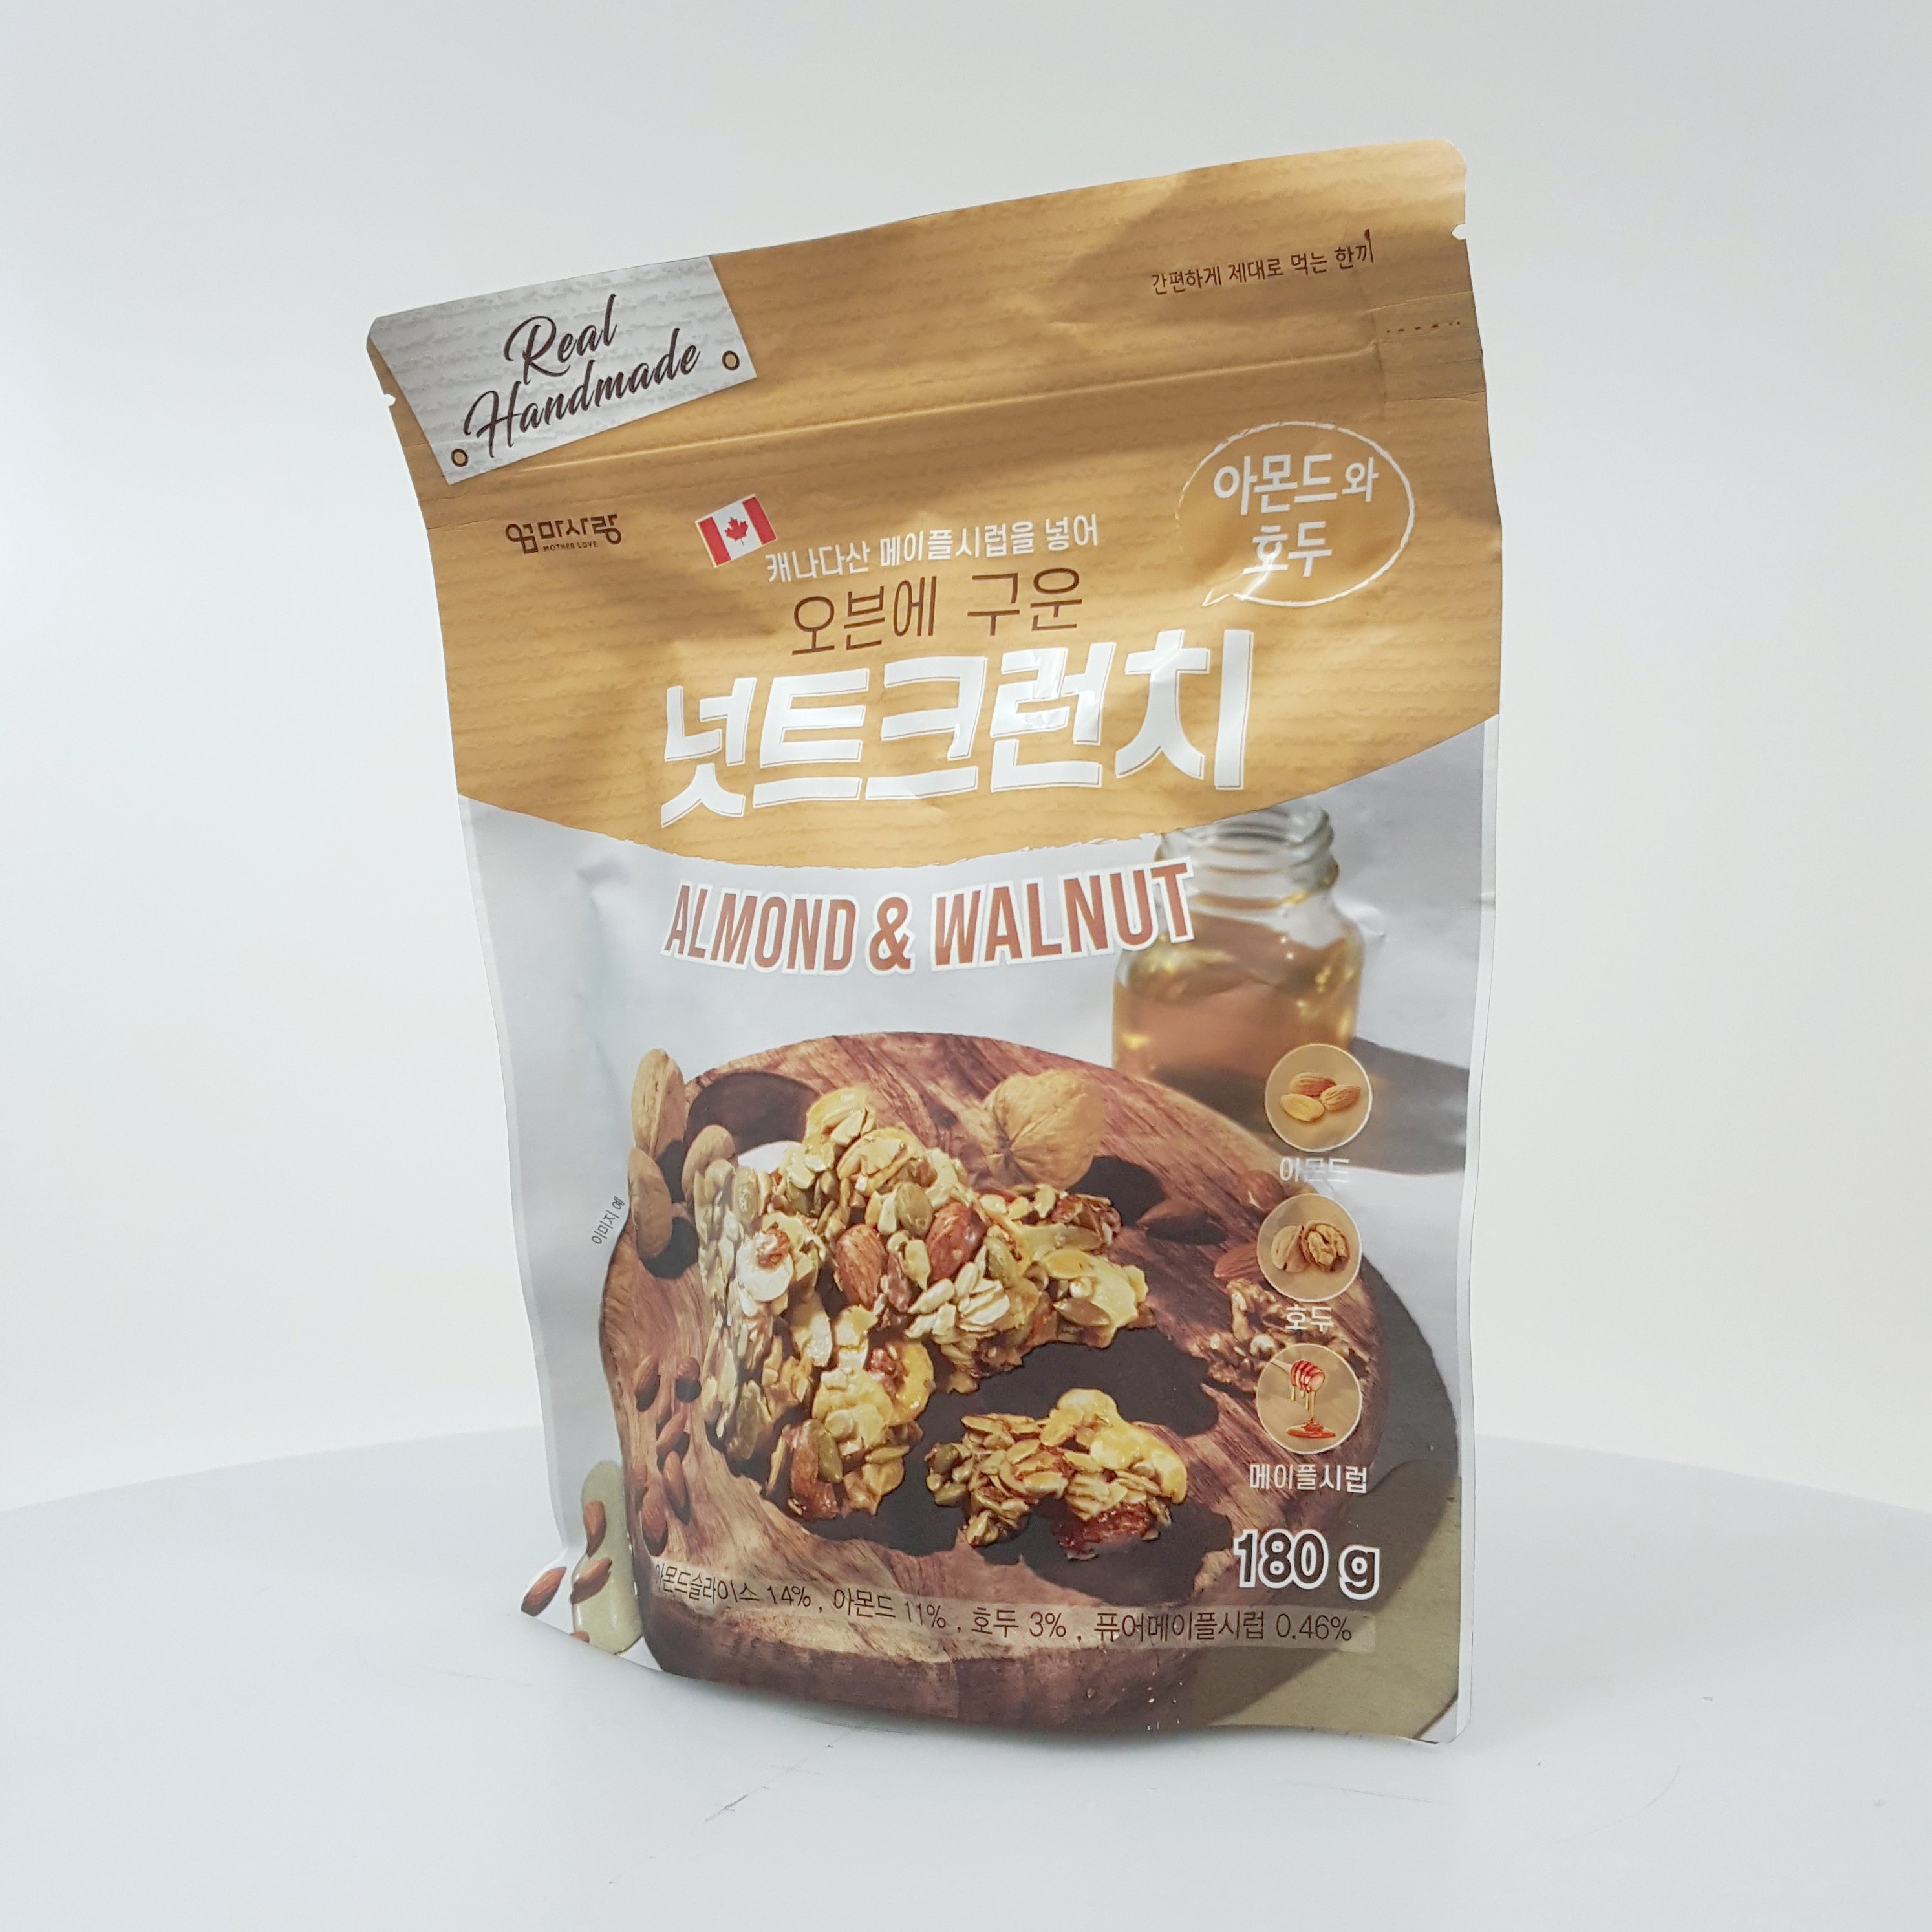 간편하게 제대로 먹는 한끼
Real
Handmade
엄마사랑
MOTHER LOVE
캐나다산 메이플시럽을 넣어
오븐에 구운
넛트크런치
아몬드와
호두
ALMOND & WALNUT
아몬드
호두
메이플시럽
이미지 예
180 g
아몬드슬라이스 14% , 아몬드 11% , 호두 3% , 퓨어메이플시럽 0.46%